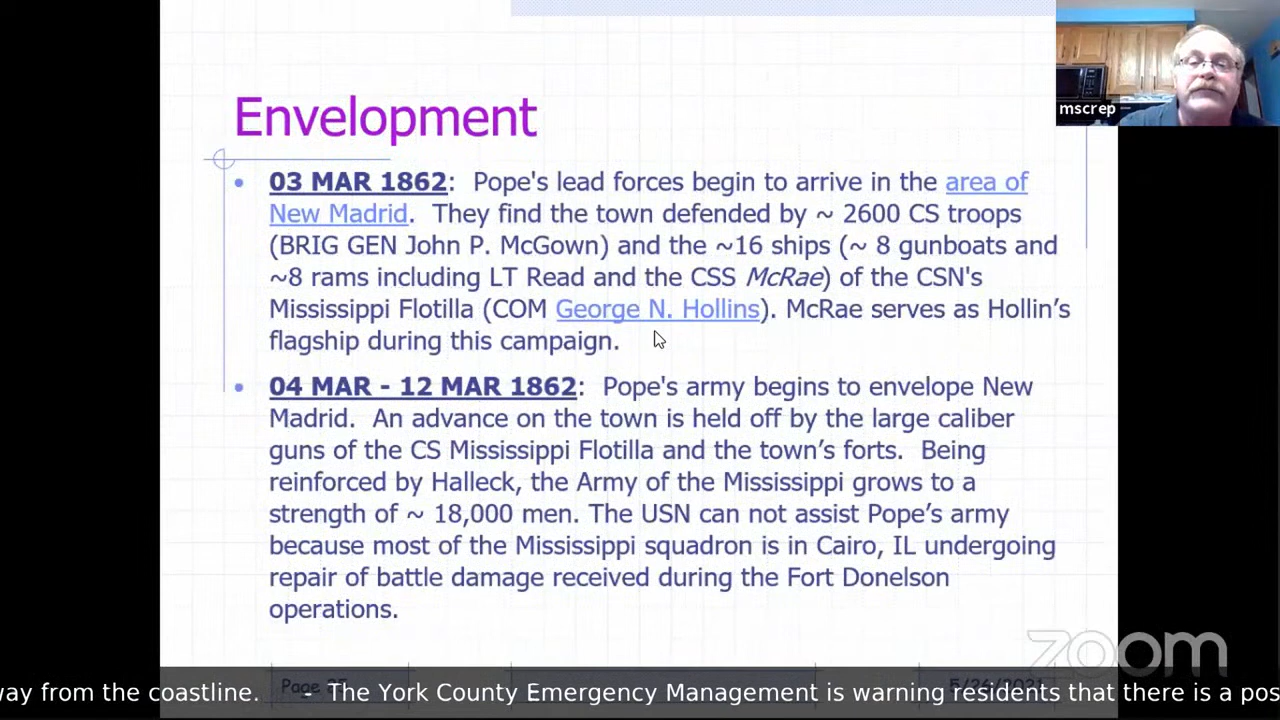 mscrep
Envelopment
03 MAR 1862: Pope's lead forces begin to arrive in the area of
New Madrid. They find the town defended by ~ 2600 CS troops
(BRIG GEN John P. McGown) and the ~16 ships (~ 8 gunboats and
~8 rams including LT Read and the CSS McRae) of the CSN's
Mississippi Flotilla (COM George N. Hollins). McRae serves as Hollin’s
flagship during this campaign.
04 MAR - 12 MAR 1862: Pope's army begins to envelope New
Madrid. An advance on the town is held off by the large caliber
guns of the CS Mississippi Flotilla and the town’s forts. Being
reinforced by Halleck, the Army of the Mississippi grows to a
strength of ~ 18,000 men. The USN can not assist Pope’s army
because most of the Mississippi squadron is in Cairo, IL undergoing
repair of battle damage received during the Fort Donelson
operations.
zoom
Page 5/26/2021
way from the coastline. - The York County Emergency Management is warning residents that there is a pos